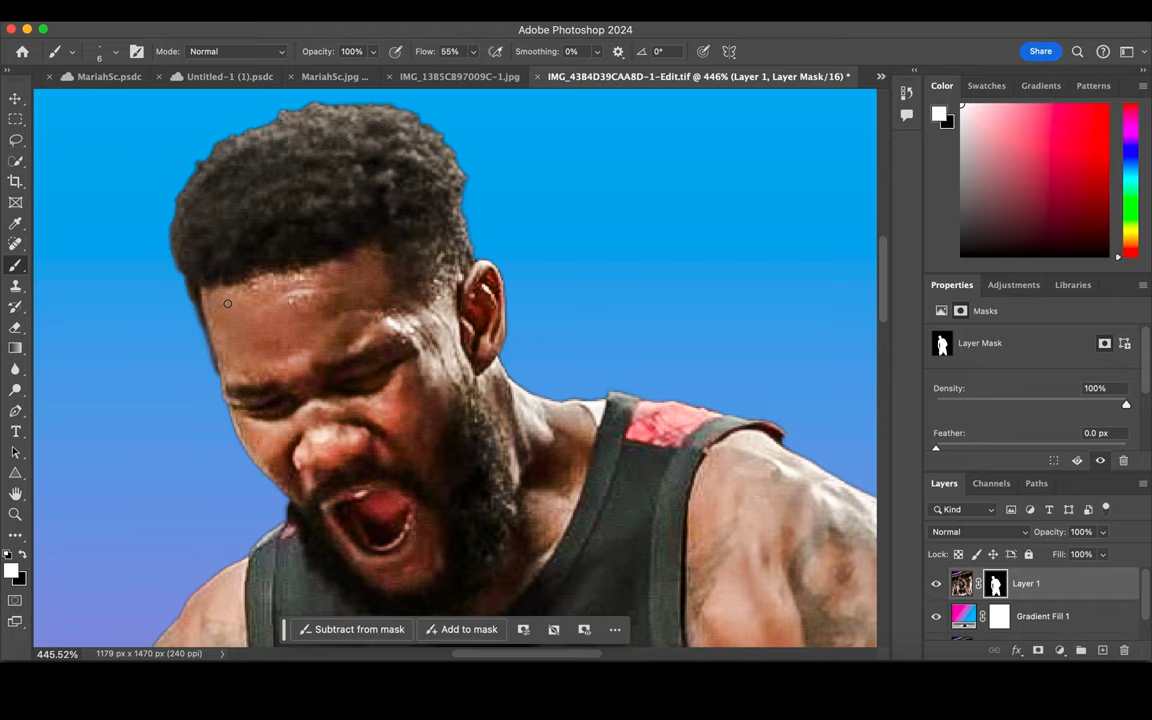 Adobe Photoshop 2024
6 Mode: Normal Opacity: 100% Flow: 55% Smoothing: 0% 0° Share
MariahSc.psdc Untitled-1 (1).psdc MariahSc.jpg ... IMG_13B5CB97009C-1.jpg IMG_43B4D39CAA8D-1-Edit.tif @ 446% (Layer 1, Layer Mask/16) *
Color Swatches Gradients Patterns
Properties Adjustments Libraries
Masks
Layer Mask
Density: 100%
Feather: 0.0 px
Layers Channels Paths
Kind
Normal Opacity: 100%
Lock: Fill: 100%
Layer 1
Gradient Fill 1
Subtract from mask Add to mask
445.52% 1179 px x 1470 px (240 ppi)
fx